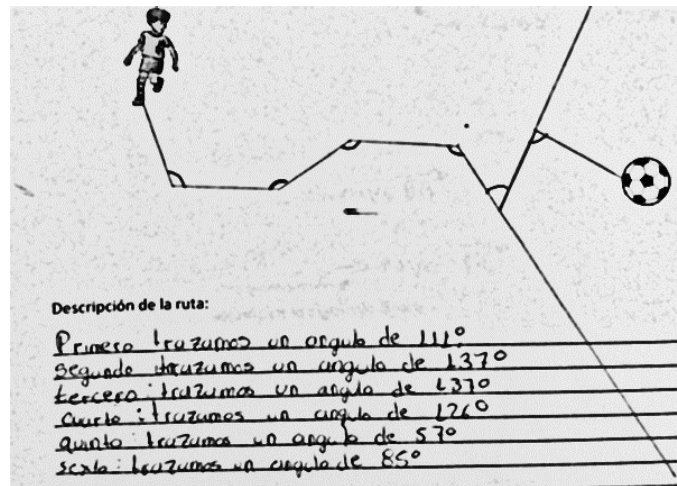 Descripción de la ruta:
Primero trazamos un angulo de 111°
Segundo trazamos un angulo de 137°
tercero: trazamos un angulo de 137°
cuarto: trazamos un angulo de 126°
quinto: trazamos un angulo de 57°
sexto: trazamos un angulo de 85°